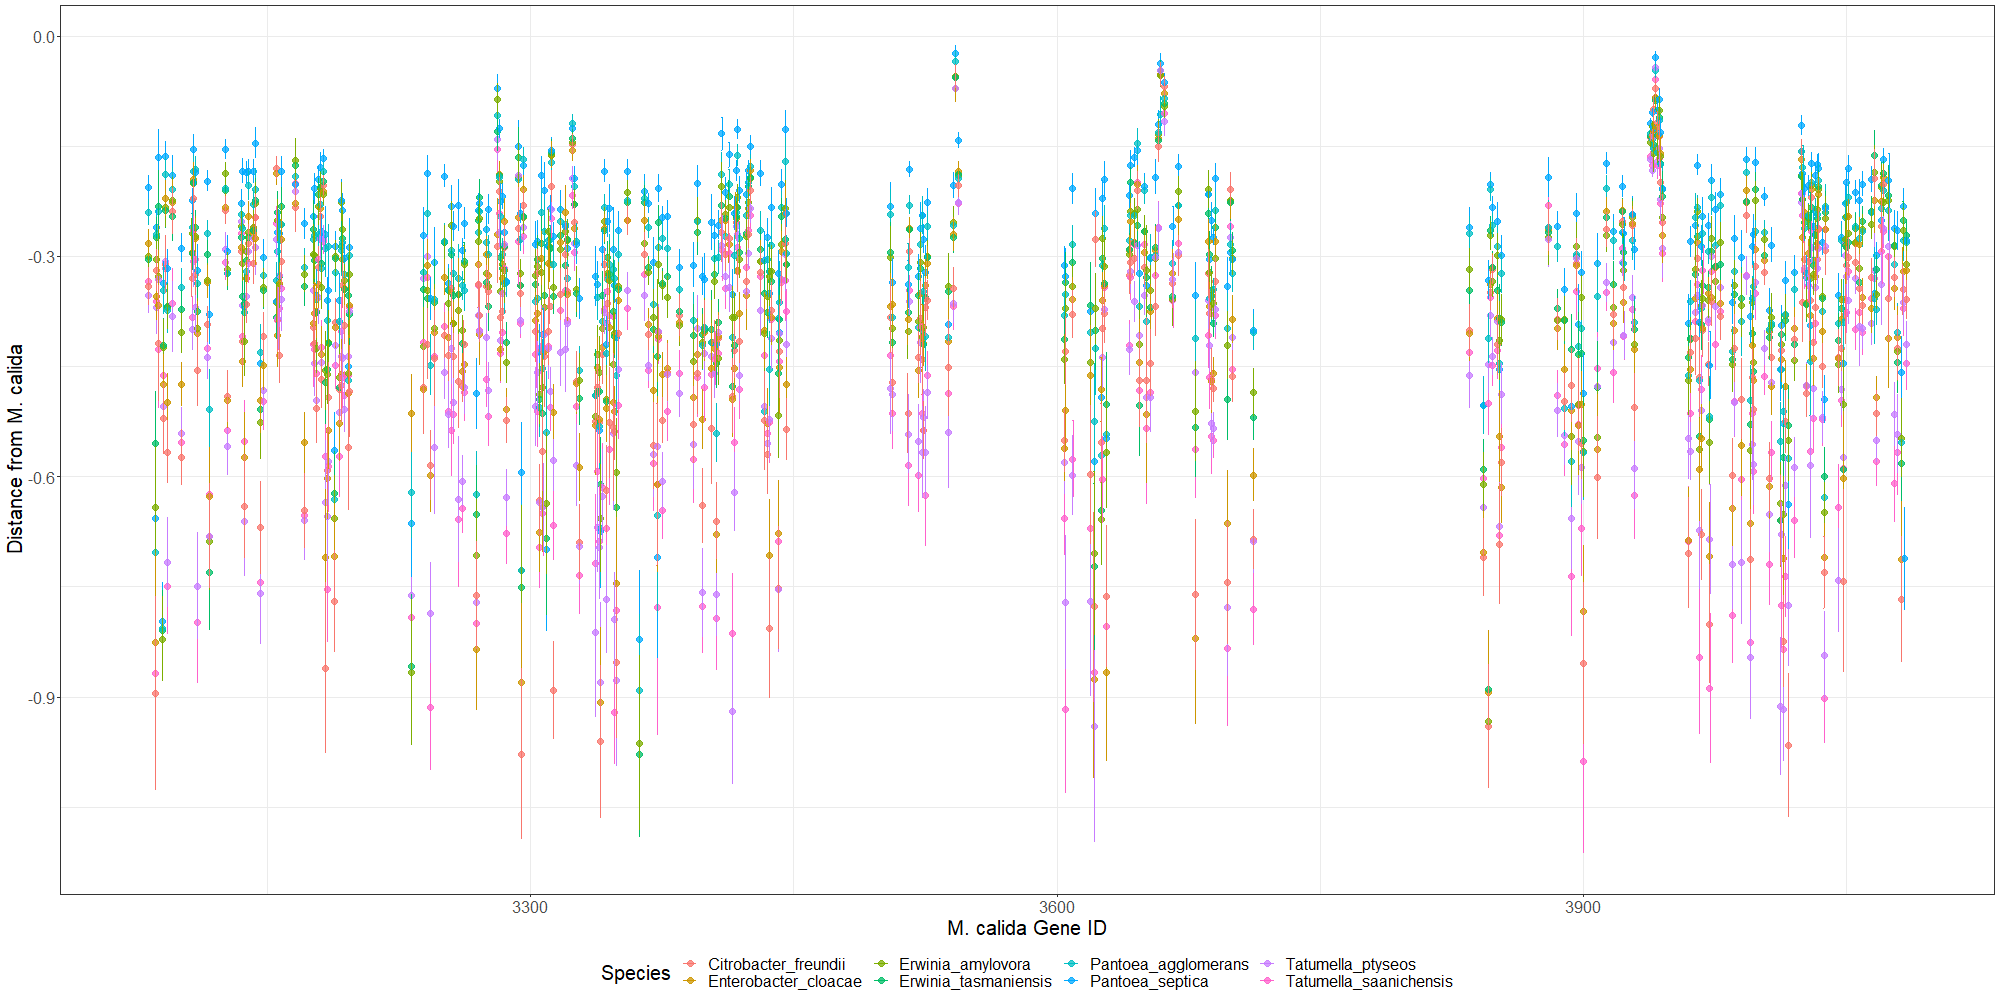 0.0
-0.3
-0.6
-0.9
Distance from M. calida
3300
3600
3900
M. calida Gene ID
Species
Citrobacter_freundii
Erwinia_amylovora
Pantoea_agglomerans
Tatumella_ptyseos
Enterobacter_cloacae
Erwinia_tasmaniensis
Pantoea_septica
Tatumella_saanichensis